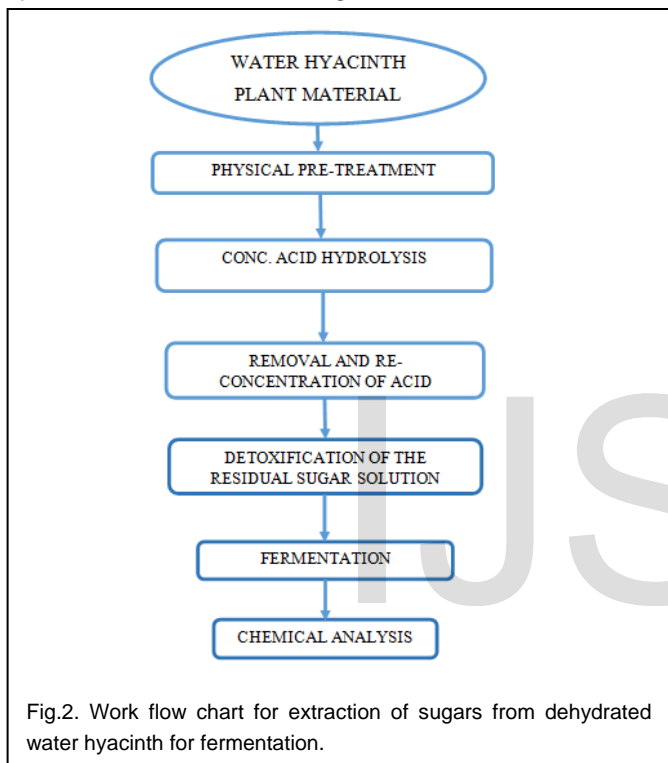 WATER HYACINTH
PLANT MATERIAL
PHYSICAL PRE-TREATMENT
CONC. ACID HYDROLYSIS
REMOVAL AND RE-
CONCENTRATION OF ACID
DETOXIFICATION OF THE
RESIDUAL SUGAR SOLUTION
FERMENTATION
CHEMICAL ANALYSIS
IJS
Fig.2. Work flow chart for extraction of sugars from dehydrated
water hyacinth for fermentation.